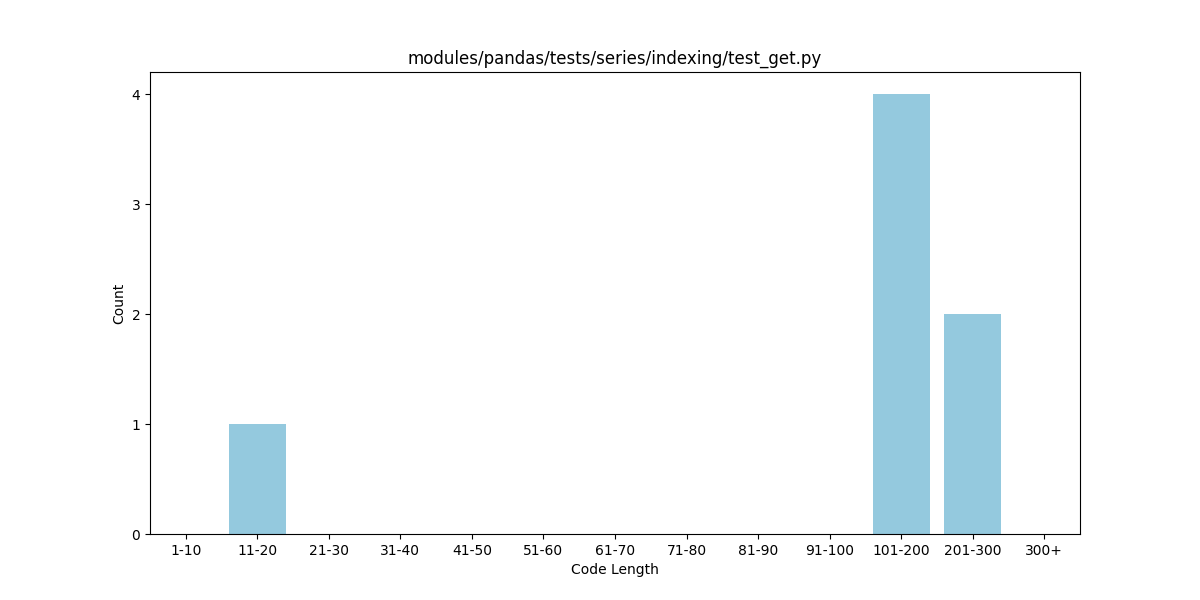 modules/pandas/tests/series/indexing/test_get.py
4
3
2
1
0
Count
1-10 11-20 21-30 31-40 41-50 51-60 61-70 71-80 81-90 91-100 101-200 201-300 300+
Code Length